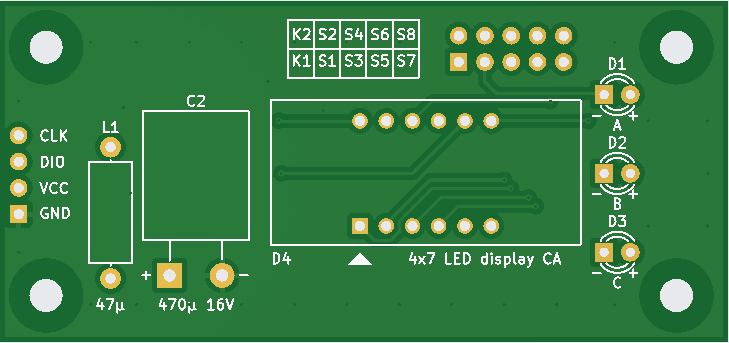 K2 S2 S4 S6 S8
K1 S1 S3 S5 S7
D1
- +
A
C2
L1
CLK
DIO
VCC
GND
D2
- +
B
D3
- +
C
D4
4x7 LED display CA
+ -
47µ
470µ 16V